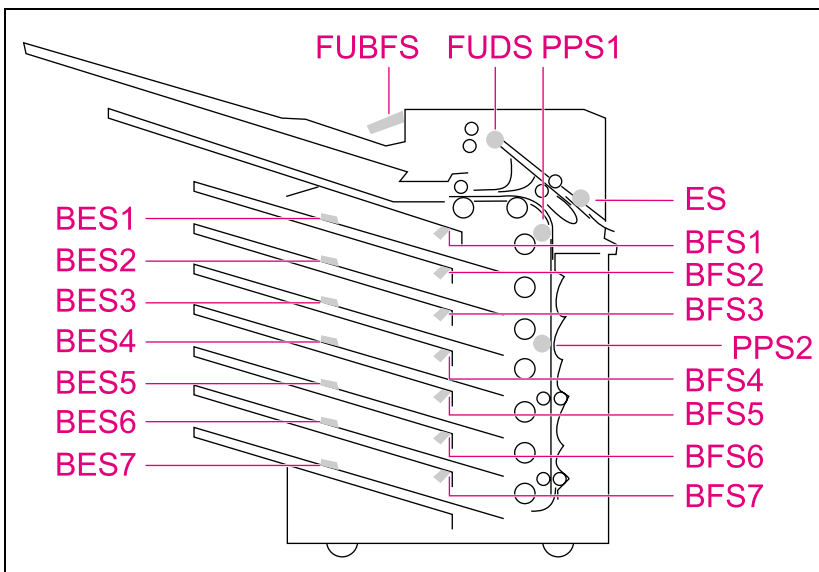 FUBFS FUDS PPS1
ES
BES1
BFS1
BES2
BFS2
BES3
BFS3
BES4
PPS2
BES5
BFS4
BFS5
BES6
BFS6
BES7
BFS7